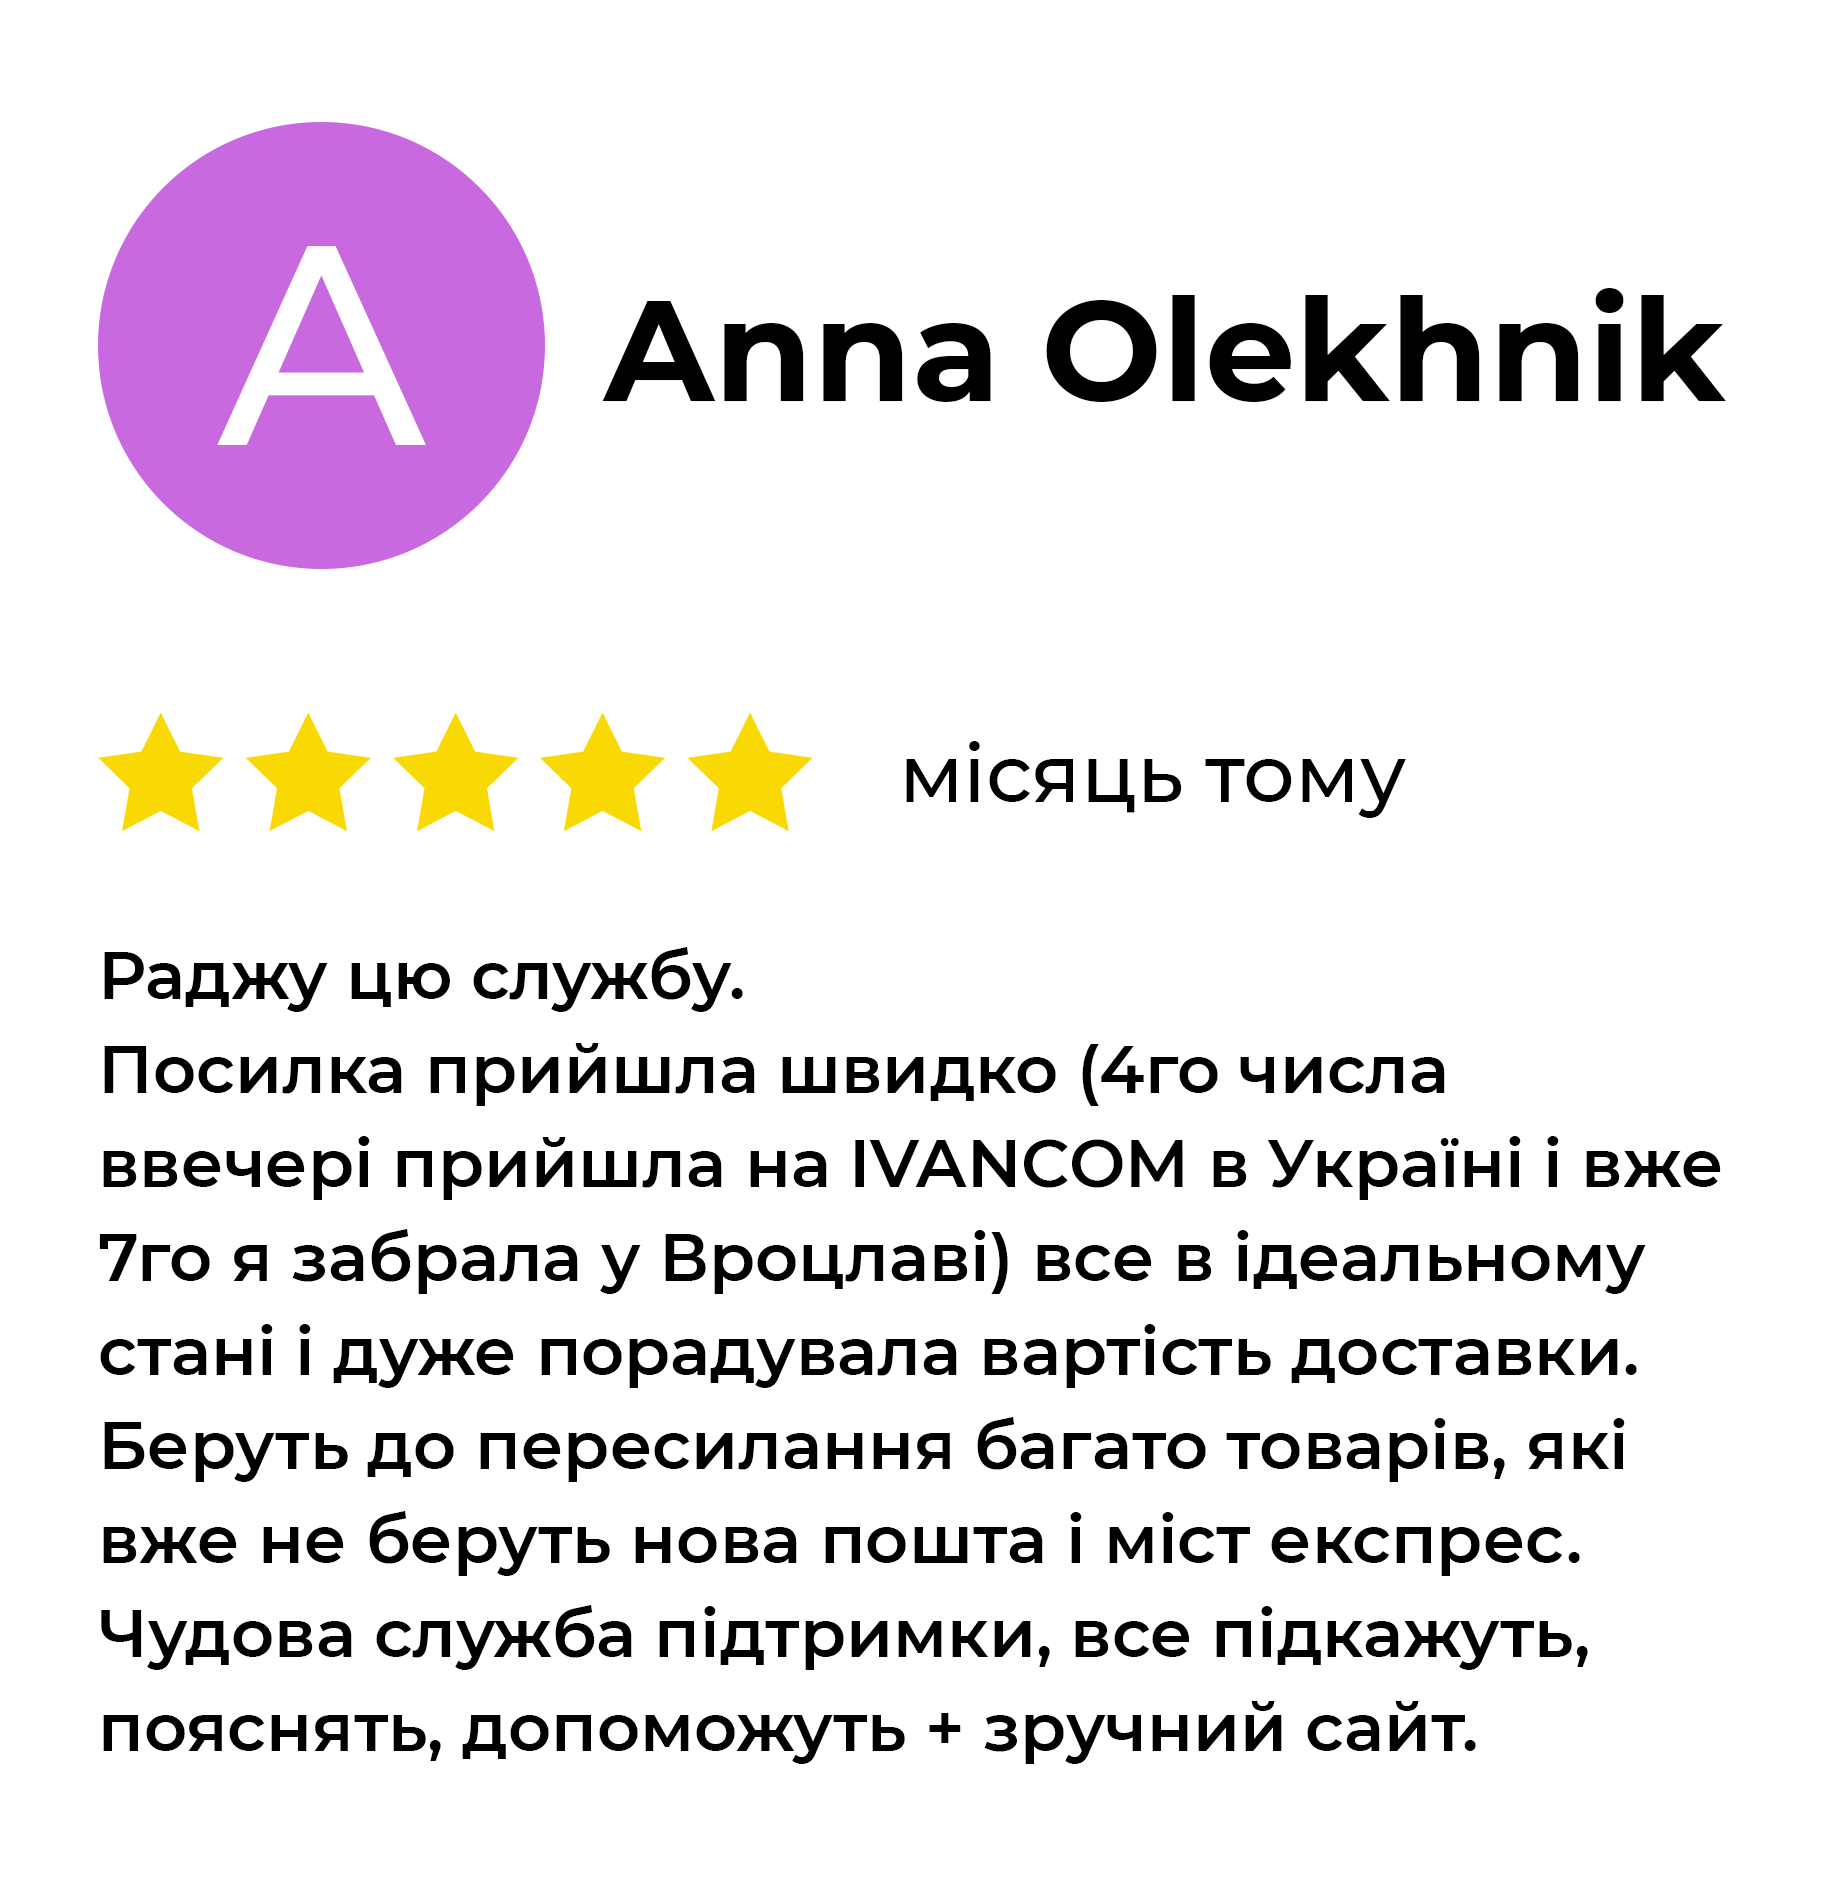 A
Anna Olekhnik
місяць тому
Раджу цю службу.
Посилка прийшла швидко (4го числа
ввечері прийшла на IVANCOM в Україні і вже
7го я забрала у Вроцлаві) все в ідеальному
стані і дуже порадувала вартість доставки.
Беруть до пересилання багато товарів, які
вже не беруть нова пошта і міст експрес.
Чудова служба підтримки, все підкажуть,
пояснять, допоможуть + зручний сайт.